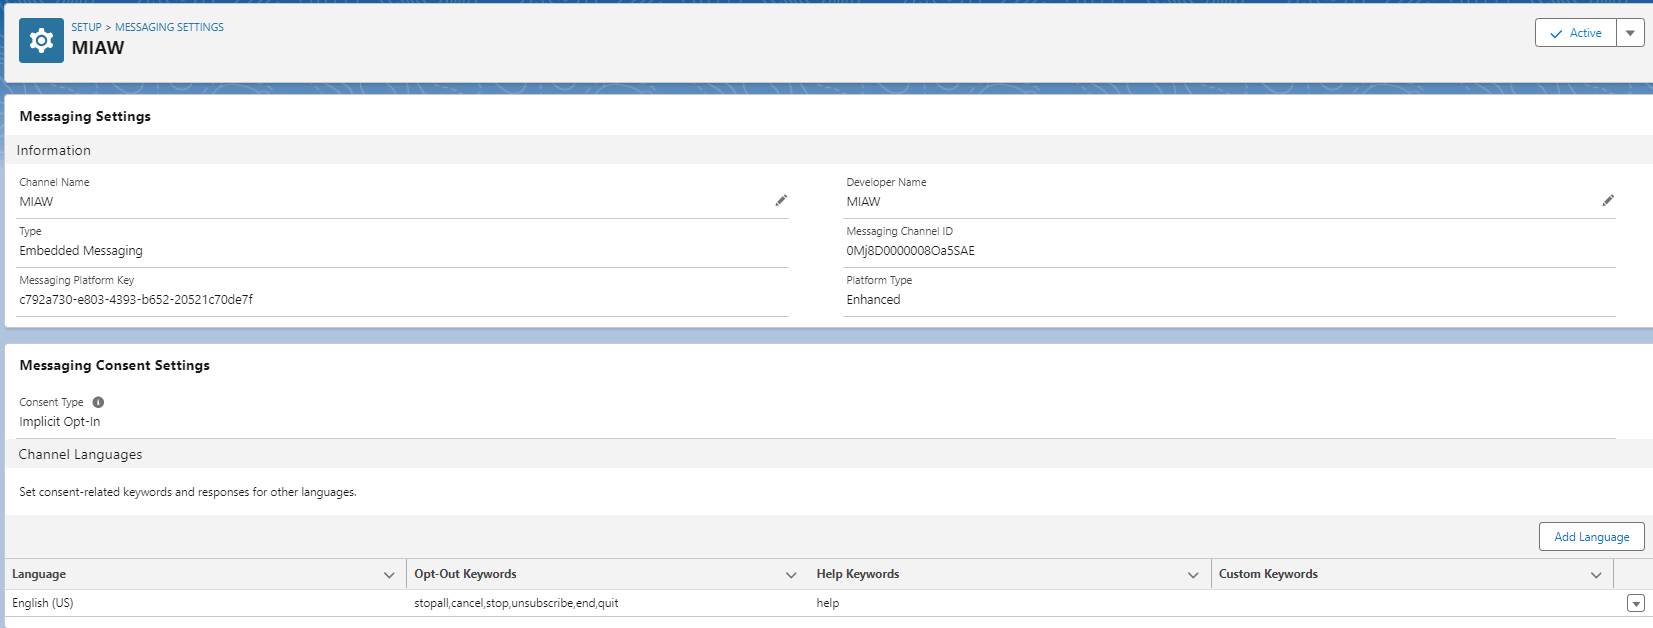 SETUP > MESSAGING SETTINGS
MIAW
Active
Messaging Settings
Information
Channel Name
MIAW
Developer Name
MIAW
Type
Embedded Messaging
Messaging Channel ID
0Mj8D0000008Oa5SAE
Messaging Platform Key
c792a730-e803-4393-b652-20521c70de7f
Platform Type
Enhanced
Messaging Consent Settings
Consent Type
Implicit Opt-In
Channel Languages
Set consent-related keywords and responses for other languages.
Add Language
Language Opt-Out Keywords Help Keywords Custom Keywords
English (US) stopall,cancel,stop,unsubscribe,end,quit help